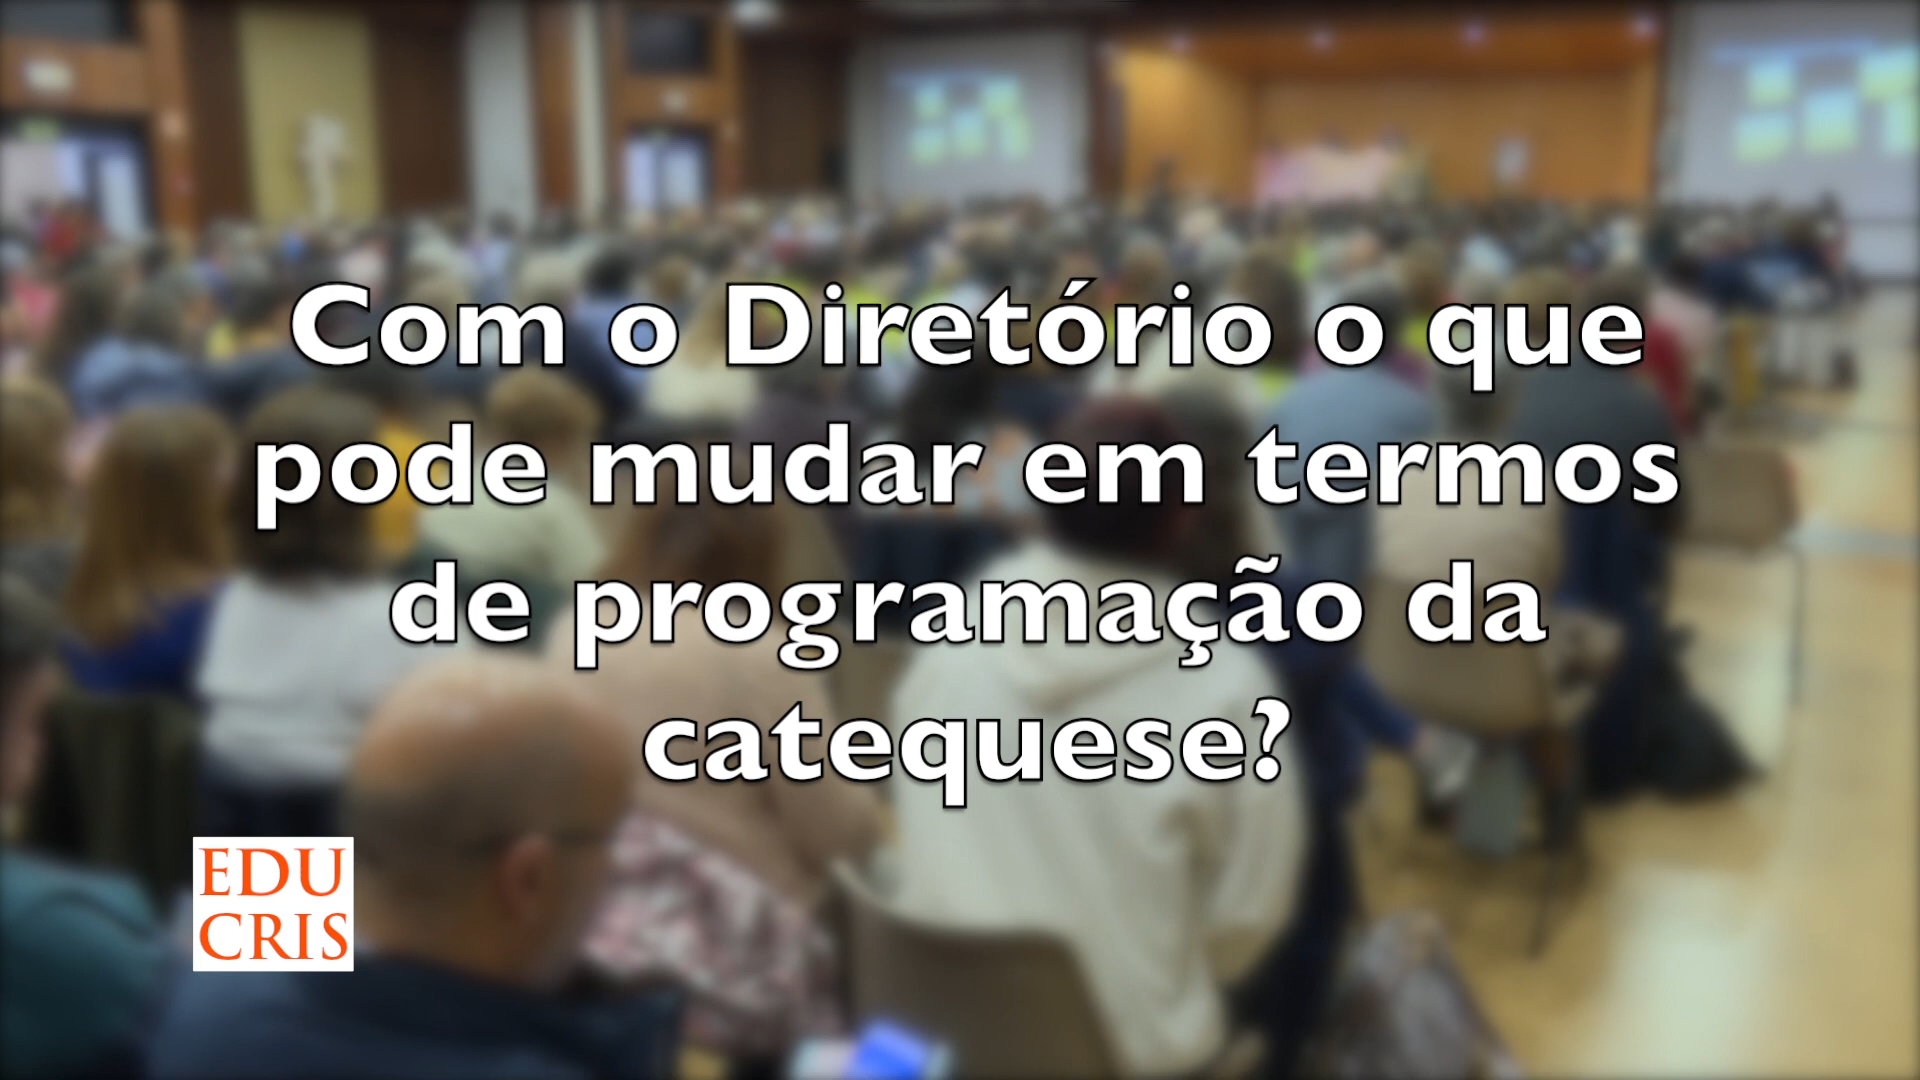 Com o Diretório o que
pode mudar em termos
de programação da
catequese?
EDU
CRIS